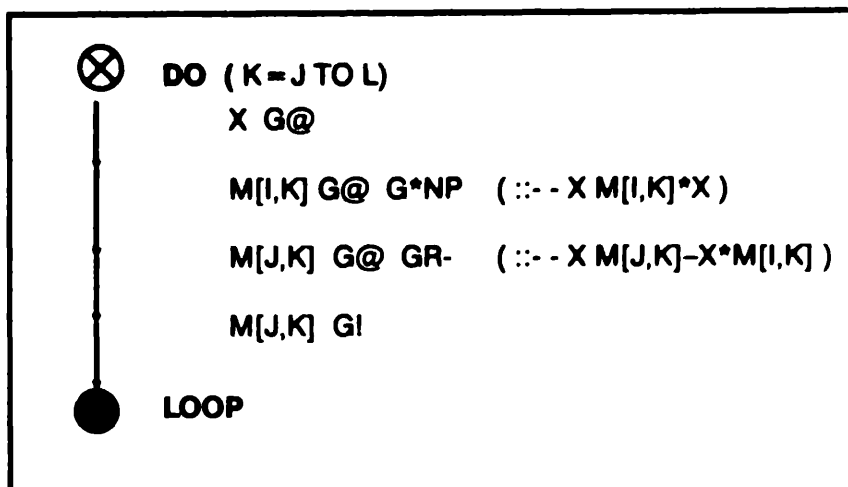 DO ( K = J TO L)
X G@
M[I,K] G@ G*NP ( ::- - X M[I,K]*X )
M[J,K] G@ GR- ( ::- - X M[J,K]–X*M[I,K] )
M[J,K] G!
LOOP